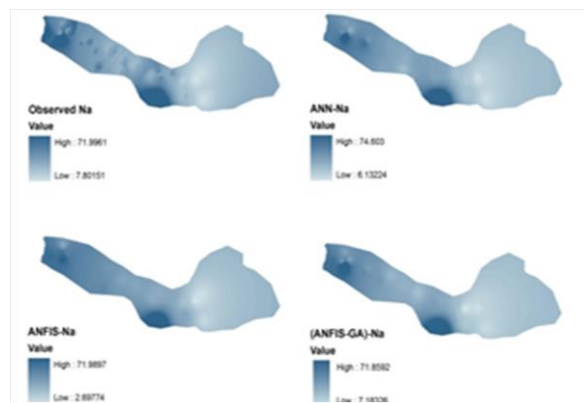 Observed Na
Value
High : 71.9961
Low : 7.80151
ANN-Na
Value
High : 74.603
Low : 6.13224
ANFIS-Na
Value
High : 71.9897
Low : 2.69774
(ANFIS-GA)-Na
Value
High : 71.8592
Low : 7.18326